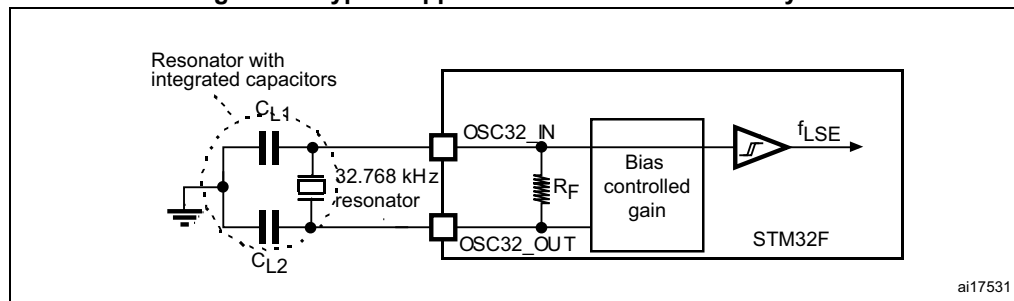 Resonator with
integrated capacitors
CL1
OSC32_IN
fLSE
32.768 kHz
resonator
RF
Bias
controlled
gain
OSC32_OUT
STM32F
CL2
ai17531